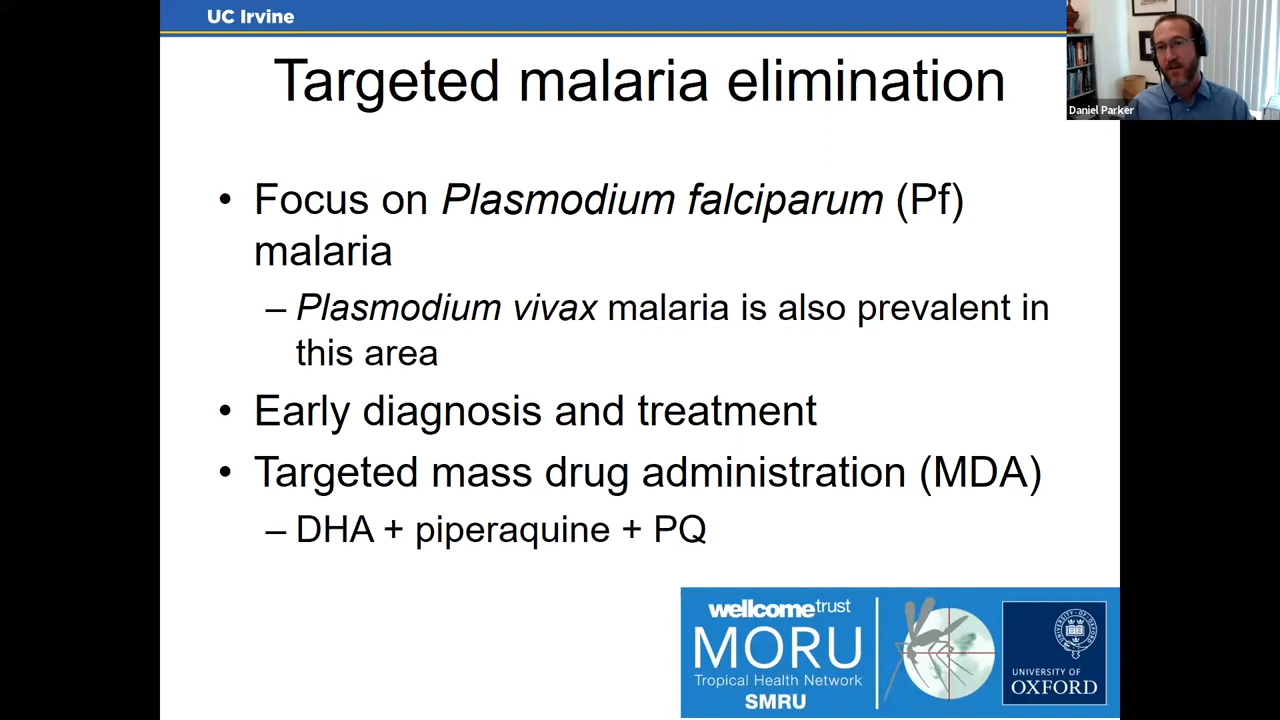 UC Irvine
Targeted malaria elimination
Daniel Parker
• Focus on Plasmodium falciparum (Pf)
malaria
– Plasmodium vivax malaria is also prevalent in
this area
• Early diagnosis and treatment
• Targeted mass drug administration (MDA)
– DHA + piperaquine + PQ
wellcometrust
MORU
Tropical Health Network
SMRU
UNIVERSITY OF
OXFORD